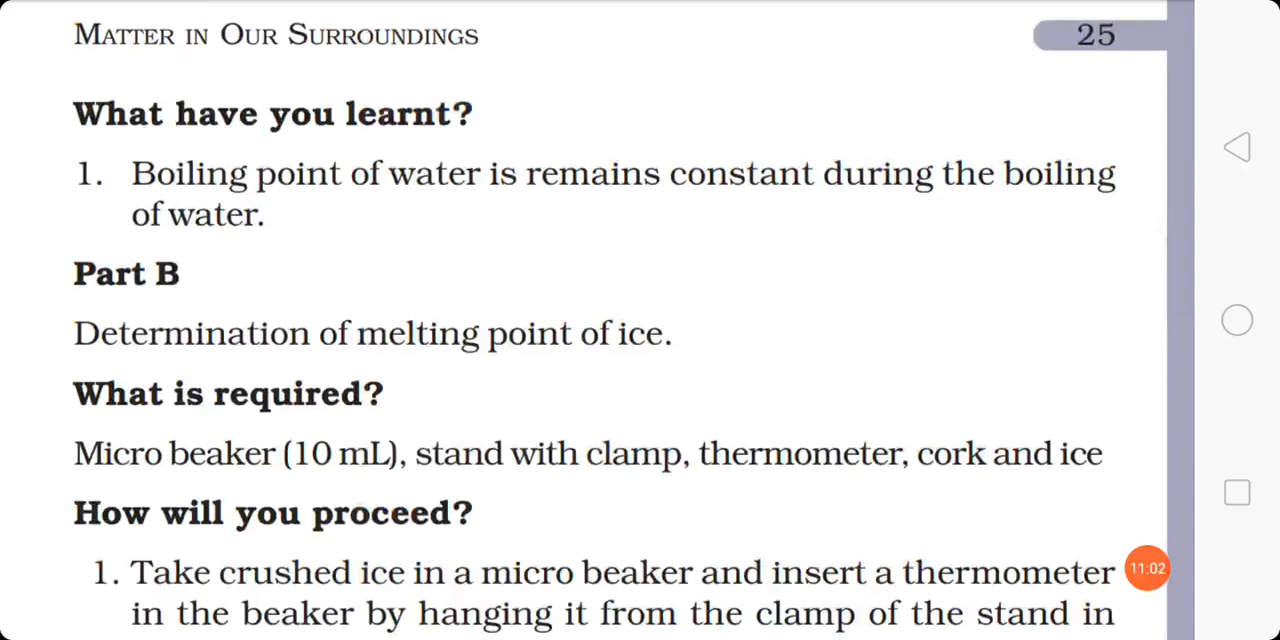 MATTER IN OUR SURROUNDINGS 25
What have you learnt?
1. Boiling point of water is remains constant during the boiling
of water.
Part B
Determination of melting point of ice.
What is required?
Micro beaker (10 mL), stand with clamp, thermometer, cork and ice
How will you proceed?
1. Take crushed ice in a micro beaker and insert a thermometer
in the beaker by hanging it from the clamp of the stand in
11:02